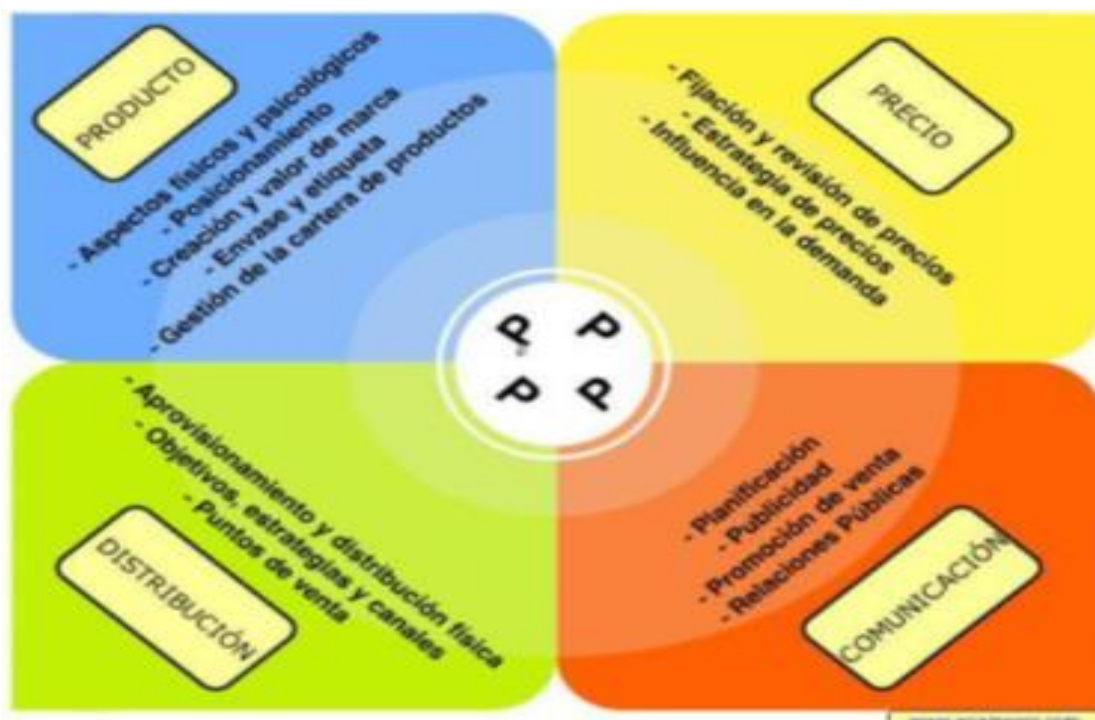 PRODUCTO
- Aspectos físicos y psicológicos
- Posicionamiento
- Creación y valor de marca
- Envase y etiqueta
- Gestión de la cartera de productos
PRECIO
- Fijación y revisión de precios
- Estrategia de precios
- Influencia en la demanda
P P
P P
- Aprovisionamiento y distribución física
- Objetivos, estrategias y canales
- Puntos de venta
DISTRIBUCIÓN
- Planificación
- Publicidad
- Promoción de venta
- Relaciones Públicas
COMUNICACIÓN